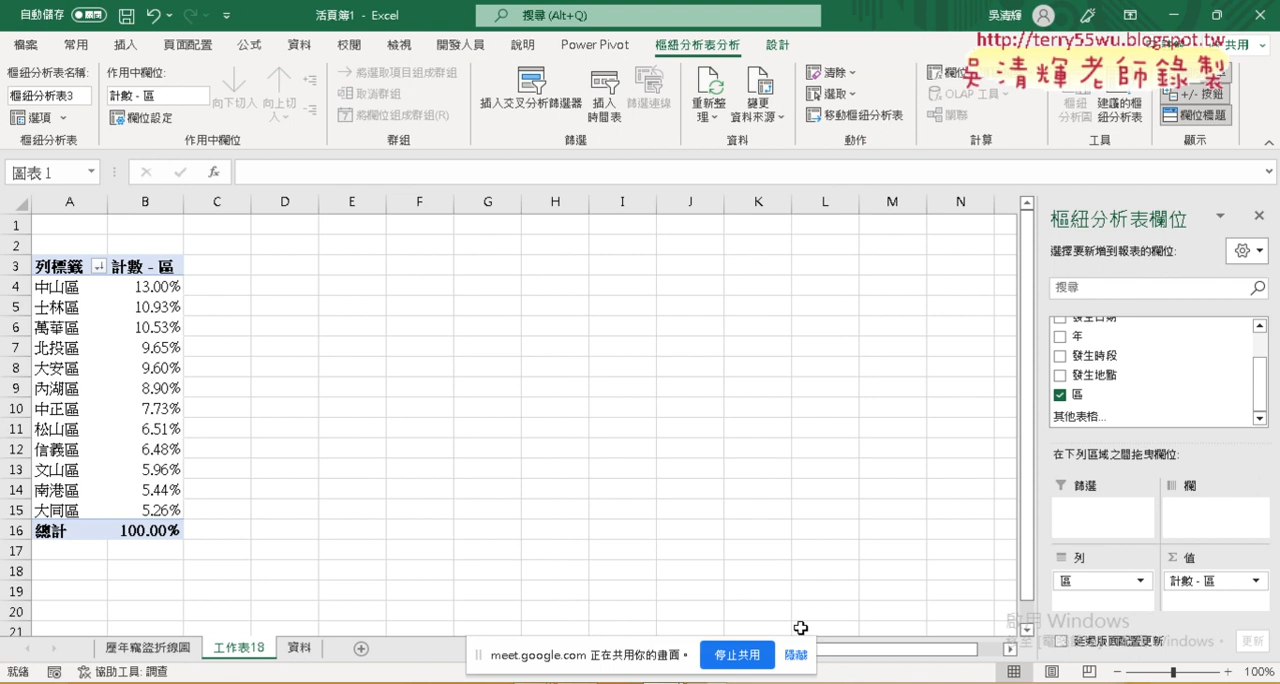 自動儲存
活頁簿1 - Excel
搜尋 (Alt+Q)
吳清輝
檔案 常用 插入 頁面配置 公式 資料 校閱 檢視 開發人員 說明 Power Pivot 樞紐分析表分析 設計
共用
http://terry55wu.blogspot.tw
吳清輝老師錄製
樞紐分析表名稱:
樞紐分析表3
選項
樞紐分析表
作用中欄位:
計數 - 區
欄位設定
向下切入
向上切入
作用中欄位
將選取項目組成群組
取消群組
將欄位組成群組(R)
群組
插入交叉分析篩選器
插入時間表
篩選連線
篩選
重新整理
變更資料來源
資料
清除
選取
移動樞紐分析表
動作
OLAP 工具
關聯
計算
樞紐分析圖
建議的樞紐分析表
工具
+/- 按鈕
欄位標題
顯示
圖表 1
fx
A B C D E F G H I J K L M N
1
2
3 列標籤 計數 - 區
4 中山區 13.00%
5 士林區 10.93%
6 萬華區 10.53%
7 北投區 9.65%
8 大安區 9.60%
9 內湖區 8.90%
10 中正區 7.73%
11 松山區 6.51%
12 信義區 6.48%
13 文山區 5.96%
14 南港區 5.44%
15 大同區 5.26%
16 總計 100.00%
17
18
19
20
21
樞紐分析表欄位
選擇要新增到報表的欄位:
搜尋
發生日期
年
發生時段
發生地點
區
其他表格...
在下列區域之間拖曳欄位:
篩選
欄
列
值
區
計數 - 區
延遲版面配置更新
更新
啟用 Windows
歷年竊盜折線圖 工作表18 資料
meet.google.com 正在共用你的畫面。
停止共用
隱藏
就緒
協助工具: 調查
100%